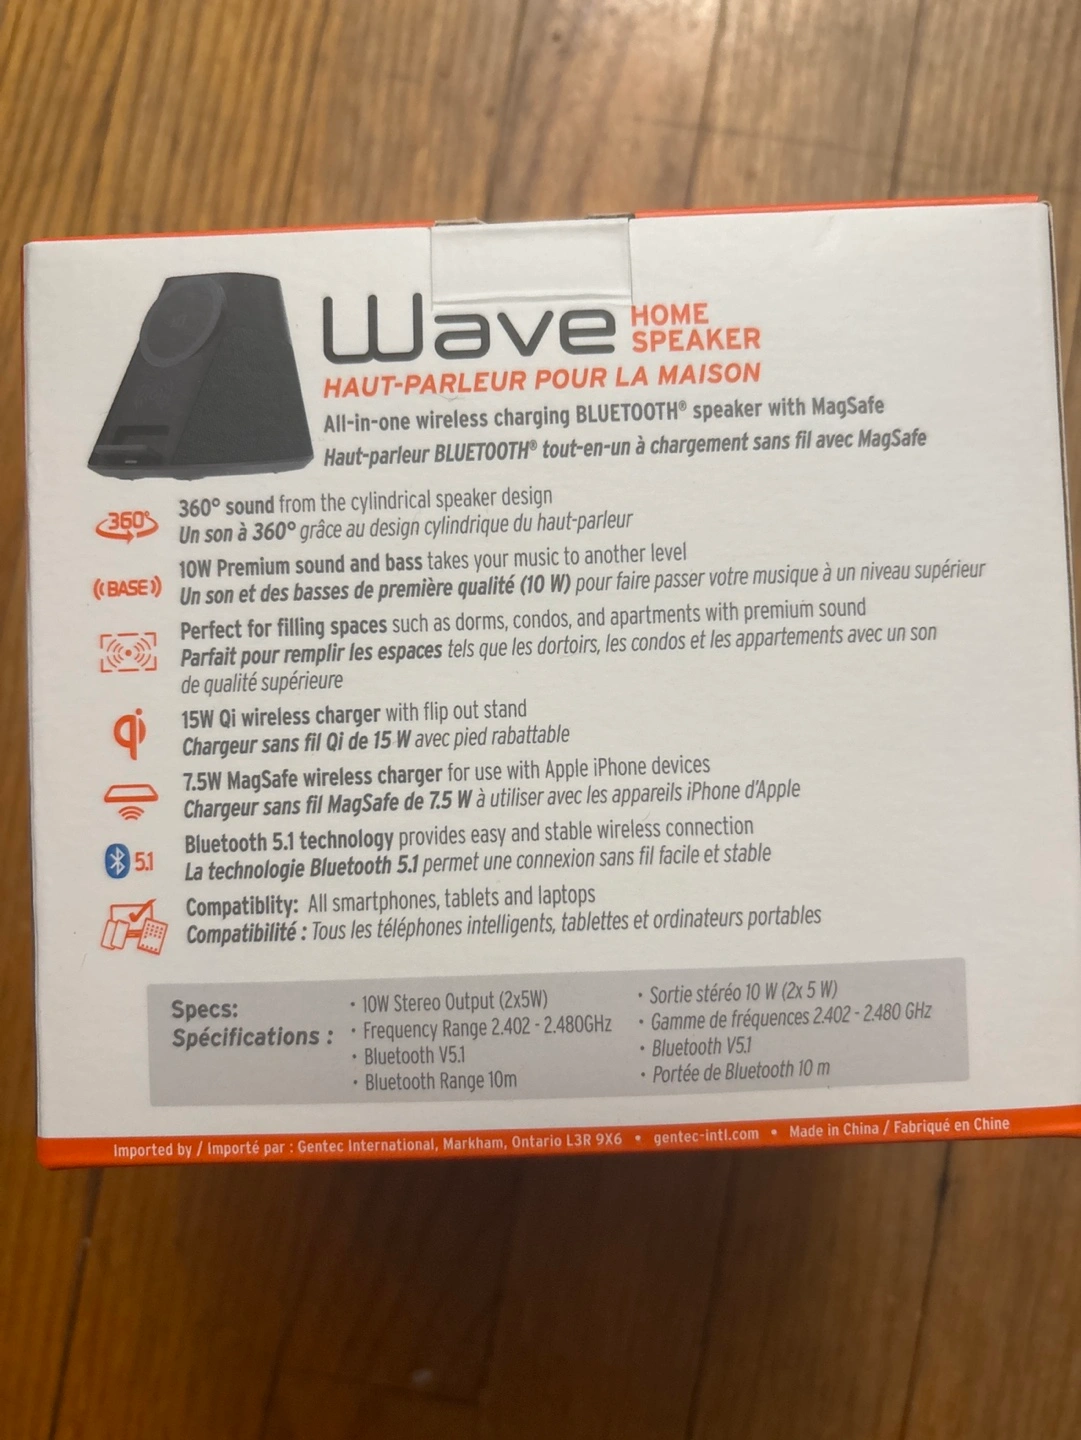 Wave HOME SPEAKER
HAUT-PARLEUR POUR LA MAISON
All-in-one wireless charging BLUETOOTH® speaker with MagSafe
Haut-parleur BLUETOOTH® tout-en-un à chargement sans fil avec MagSafe
360°
360° sound from the cylindrical speaker design
Un son à 360° grâce au design cylindrique du haut-parleur
((BASE))
10W Premium sound and bass takes your music to another level
Un son et des basses de première qualité (10 W) pour faire passer votre musique à un niveau supérieur
Perfect for filling spaces such as dorms, condos, and apartments with premium sound
Parfait pour remplir les espaces tels que les dortoirs, les condos et les appartements avec un son
de qualité supérieure
qi
15W Qi wireless charger with flip out stand
Chargeur sans fil Qi de 15 W avec pied rabattable
7.5W MagSafe wireless charger for use with Apple iPhone devices
Chargeur sans fil MagSafe de 7.5 W à utiliser avec les appareils iPhone d'Apple
5.1
Bluetooth 5.1 technology provides easy and stable wireless connection
La technologie Bluetooth 5.1 permet une connexion sans fil facile et stable
Compatiblity: All smartphones, tablets and laptops
Compatibilité : Tous les téléphones intelligents, tablettes et ordinateurs portables
Specs:
Spécifications :
• 10W Stereo Output (2x5W)
• Frequency Range 2.402 - 2.480GHz
• Bluetooth V5.1
• Bluetooth Range 10m
• Sortie stéréo 10 W (2x 5 W)
• Gamme de fréquences 2.402 - 2.480 GHz
• Bluetooth V5.1
• Portée de Bluetooth 10 m
Imported by / Importé par : Gentec International, Markham, Ontario L3R 9X6 • gentec-intl.com • Made in China / Fabriqué en Chine